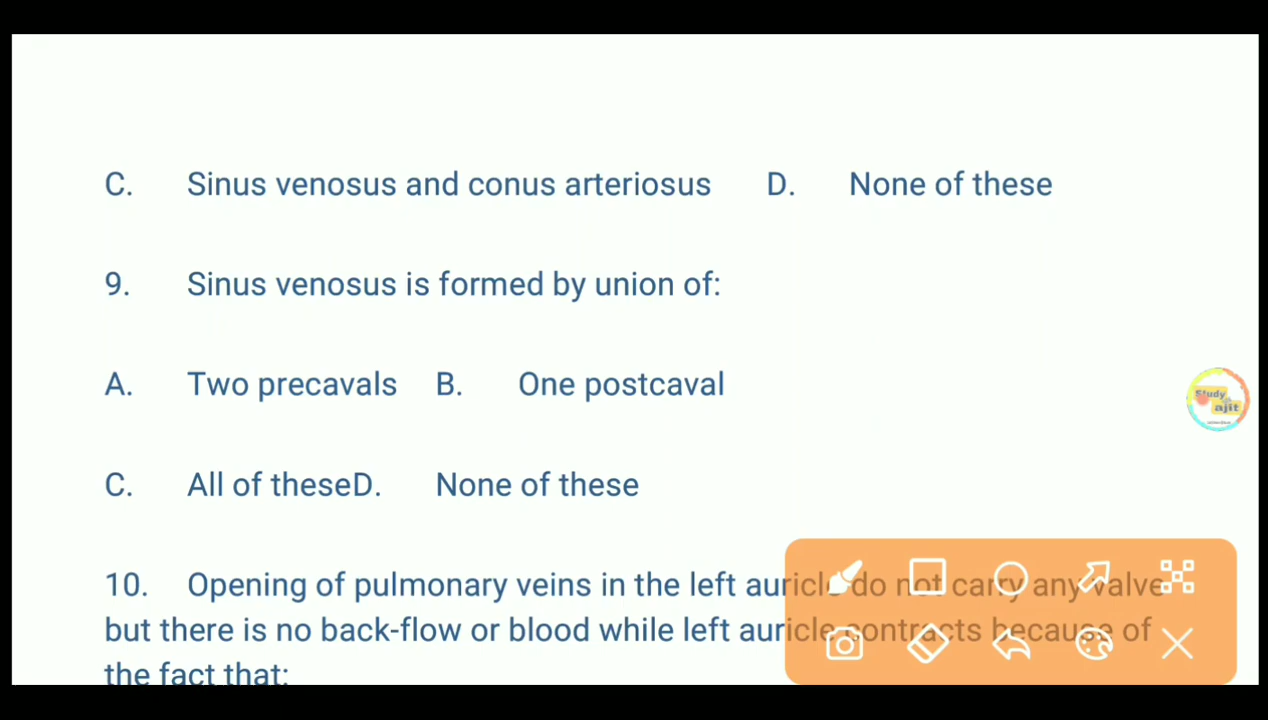 C. Sinus venosus and conus arteriosus D. None of these
9. Sinus venosus is formed by union of:
A. Two precavals B. One postcaval
C. All of theseD. None of these
Study
ajit
10. Opening of pulmonary veins in the left auricle do not carry any valve
but there is no back-flow or blood while left auricle contracts because of
the fact that: